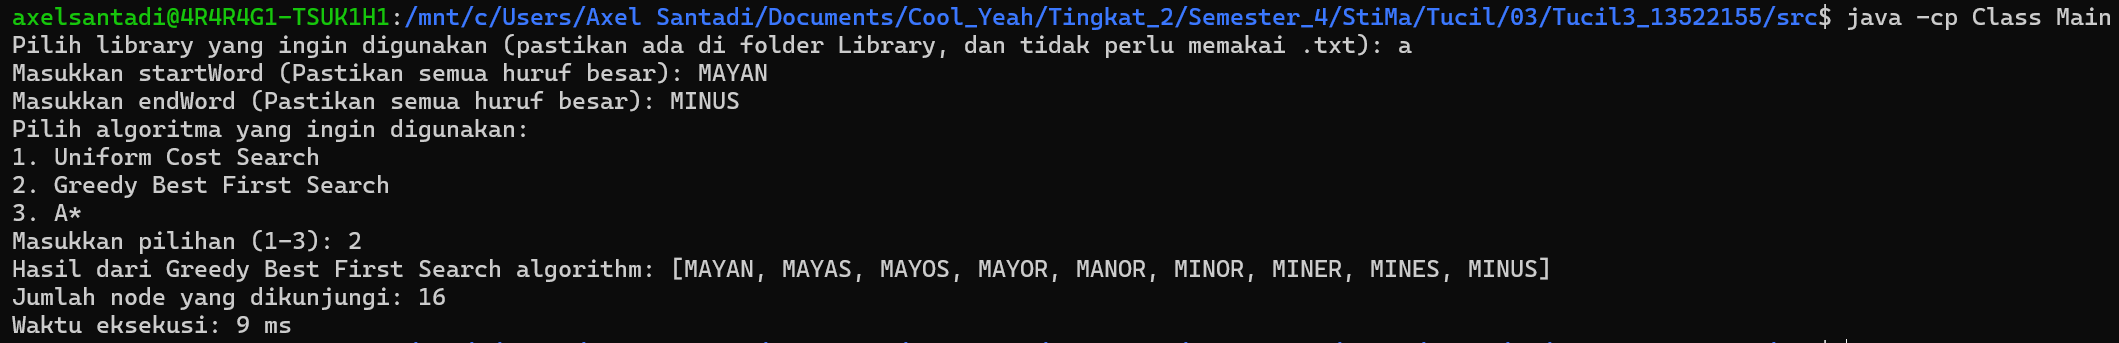 axelsantadi@4R4R4G1-TSUK1H1:/mnt/c/Users/Axel Santadi/Documents/Cool_Yeah/Tingkat_2/Semester_4/StiMa/Tucil/03/Tucil3_13522155/src$ java -cp Class Main
Pilih library yang ingin digunakan (pastikan ada di folder Library, dan tidak perlu memakai .txt): a
Masukkan startWord (Pastikan semua huruf besar): MAYAN
Masukkan endWord (Pastikan semua huruf besar): MINUS
Pilih algoritma yang ingin digunakan:
1. Uniform Cost Search
2. Greedy Best First Search
3. A*
Masukkan pilihan (1-3): 2
Hasil dari Greedy Best First Search algorithm: [MAYAN, MAYAS, MAYOS, MAYOR, MANOR, MINOR, MINER, MINES, MINUS]
Jumlah node yang dikunjungi: 16
Waktu eksekusi: 9 ms